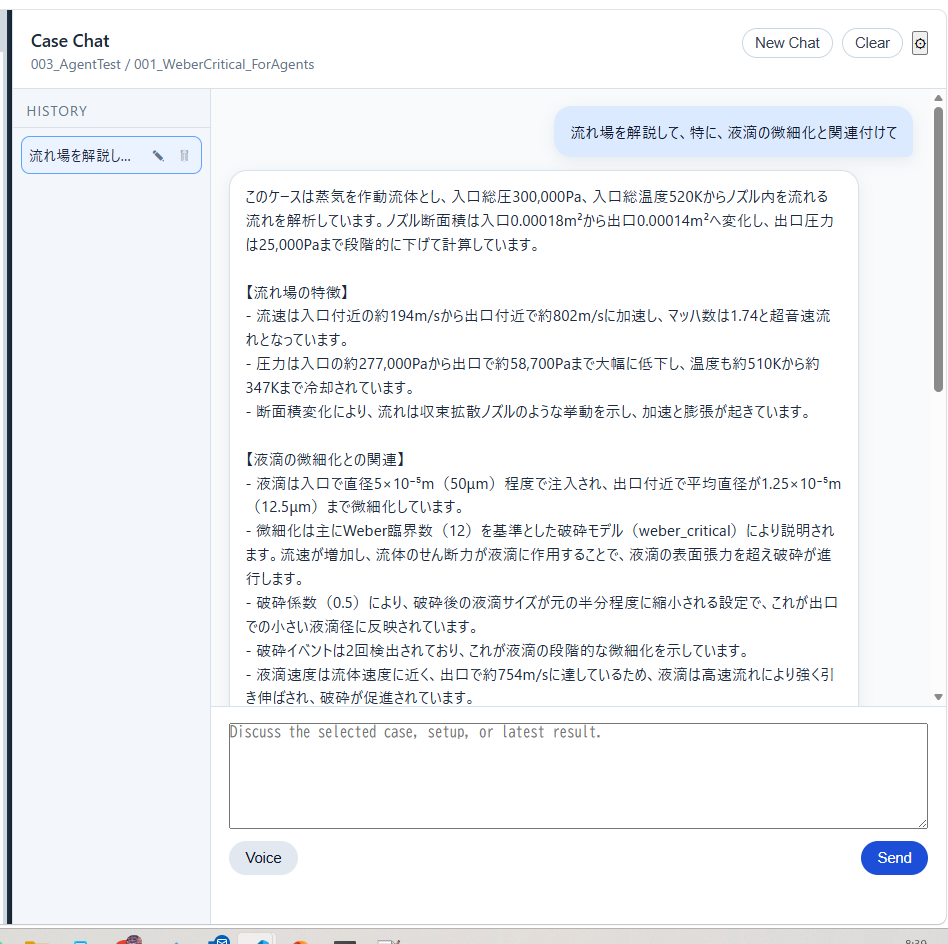 Case Chat
003_AgentTest / 001_WeberCritical_ForAgents
New Chat
Clear
HISTORY
流れ場を解説し...
流れ場を解説して、特に、液滴の微細化と関連付けて
このケースは蒸気を作動流体とし、入口総圧300,000Pa、入口総温度520Kからノズル内を流れる
流れを解析しています。ノズル断面積は入口0.00018m²から出口0.00014m²へ変化し、出口圧力
は25,000Paまで段階的に下げて計算しています。
【流れ場の特徴】
- 流速は入口付近の約194m/sから出口付近で約802m/sに加速し、マッハ数は1.74と超音速流
れとなっています。
- 圧力は入口の約277,000Paから出口で約58,700Paまで大幅に低下し、温度も約510Kから約
347Kまで冷却されています。
- 断面積変化により、流れは収束拡散ノズルのような挙動を示し、加速と膨張が起きています。
【液滴の微細化との関連】
- 液滴は入口で直径5×10⁻⁵m（50μm）程度で注入され、出口付近で平均直径が1.25×10⁻⁵m
（12.5μm）まで微細化しています。
- 微細化は主にWeber臨界数（12）を基準とした破砕モデル（weber_critical）により説明され
ます。流速が増加し、流体のせん断力が液滴に作用することで、液滴の表面張力を超え破砕が進
行します。
- 破砕係数（0.5）により、破砕後の液滴サイズが元の半分程度に縮小される設定で、これが出口
での小さい液滴径に反映されています。
- 破砕イベントは2回検出されており、これが液滴の段階的な微細化を示しています。
- 液滴速度は流体速度に近く、出口で約754m/sに達しているため、液滴は高速流れにより強く引
き伸ばされ、破砕が促進されています。
Discuss the selected case, setup, or latest result.
Voice
Send